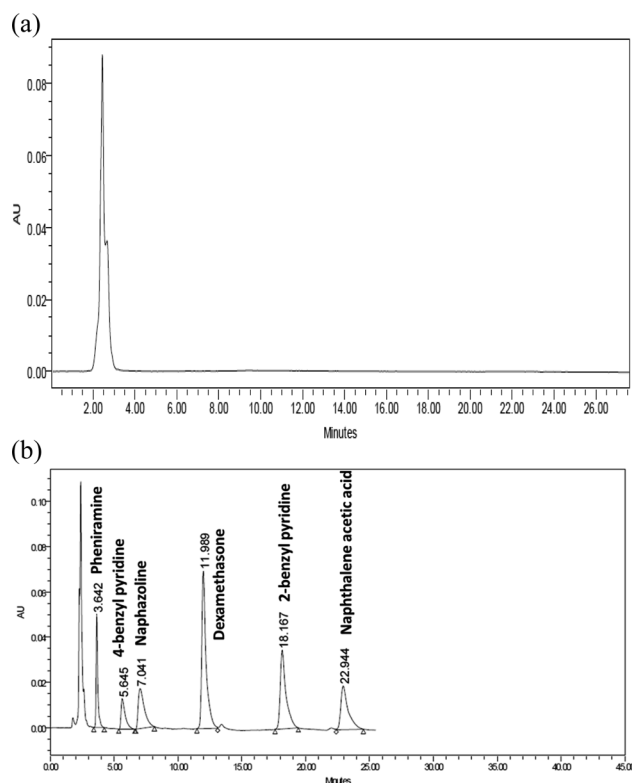 (a)
0.08
0.06
0.04
0.02
0.00
AU
2.00 4.00 6.00 8.00 10.00 12.00 14.00 16.00 18.00 20.00 22.00 24.00 26.00
Minutes
(b)
0.10
0.08
0.06
0.04
0.02
0.00
AU
3.642 Pheniramine
5.645 4-benzyl pyridine
7.041 Naphazoline
11.989 Dexamethasone
18.167 2-benzyl pyridine
22.944 Naphthalene acetic acid
0.00 5.00 10.00 15.00 20.00 25.00 30.00 35.00 40.00 45.00
Minutes